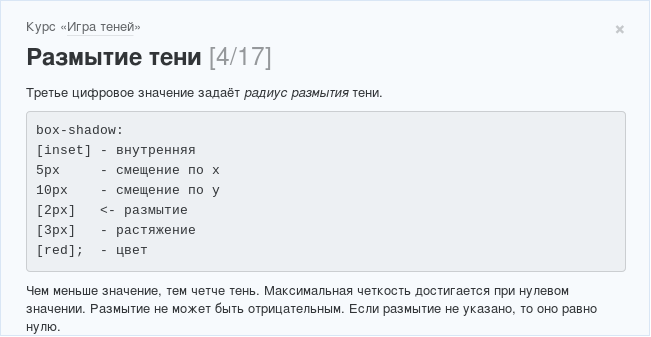 Курс «Игра теней»
×
Размытие тени [4/17]
Третье цифровое значение задаёт радиус размытия тени.
box-shadow:
[inset] - внутренняя
5px     - смещение по x
10px    - смещение по y
[2px]   <- размытие
[3px]   - растяжение
[red];  - цвет
Чем меньше значение, тем четче тень. Максимальная четкость достигается при нулевом
значении. Размытие не может быть отрицательным. Если размытие не указано, то оно равно
нулю.